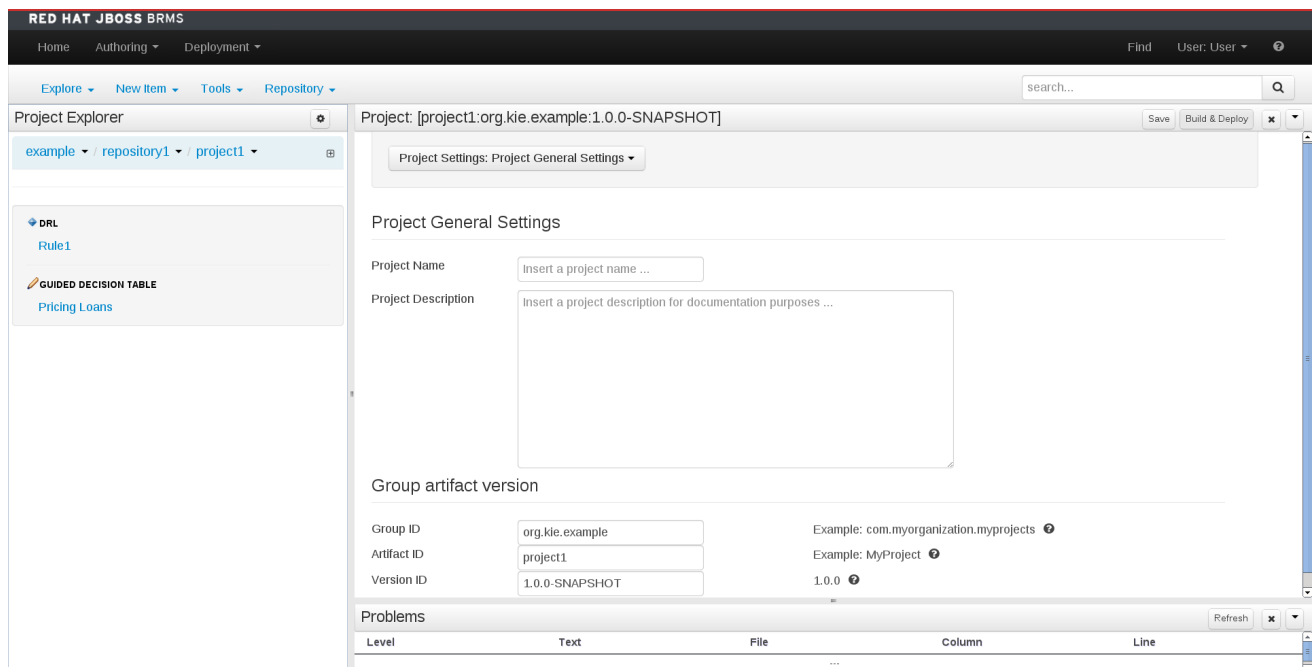 RED HAT JBOSS BRMS
Home Authoring Deployment Find User: User
Explore New Item Tools Repository search...
Project Explorer
example / repository1 / project1
DRL
Rule1
GUIDED DECISION TABLE
Pricing Loans
Project: [project1:org.kie.example:1.0.0-SNAPSHOT] Save Build & Deploy
Project Settings: Project General Settings
Project General Settings
Project Name Insert a project name ...
Project Description Insert a project description for documentation purposes ...
Group artifact version
Group ID org.kie.example Example: com.myorganization.myprojects
Artifact ID project1 Example: MyProject
Version ID 1.0.0-SNAPSHOT 1.0.0
Problems Refresh
Level Text File Column Line
...